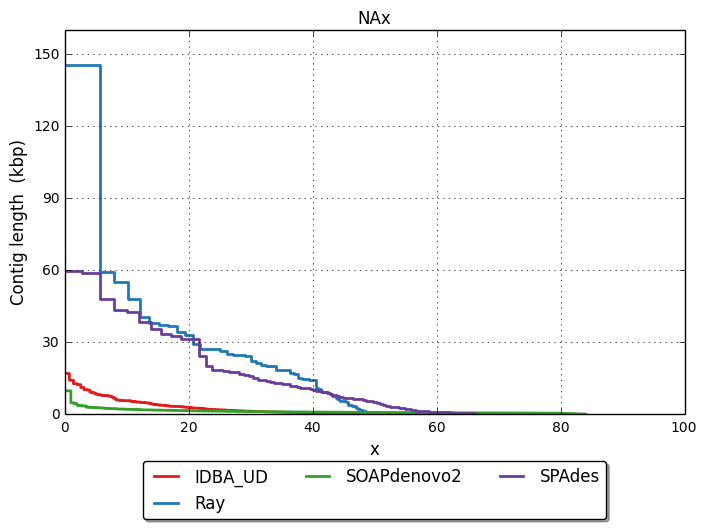 NAx
150
120
90
60
30
0
Contig length  (kbp)
0 20 40 60 80 100
x
IDBA_UD SOAPdenovo2 SPAdes
Ray